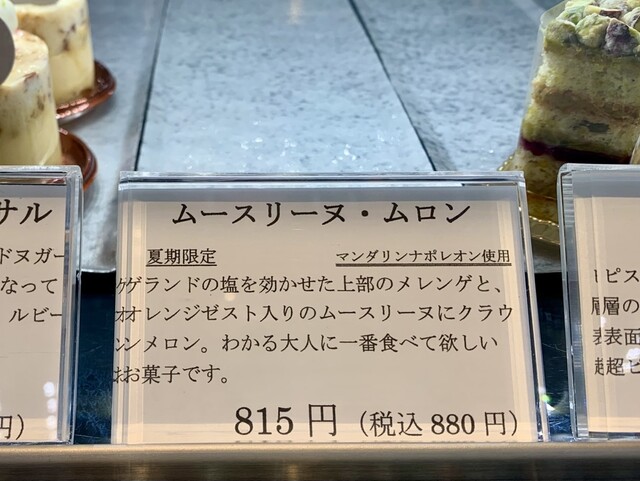 サル
ドヌガー
なって
ルビー
円）
ムースリーヌ・ムロン
夏期限定 マンダリンナポレオン使用
ゲランドの塩を効かせた上部のメレンゲと、
オレンジゼスト入りのムースリーヌにクラウ
ンメロン。わかる大人に一番食べて欲しい
お菓子です。
815円（税込880円）
ピス
層の
表面
超ピ